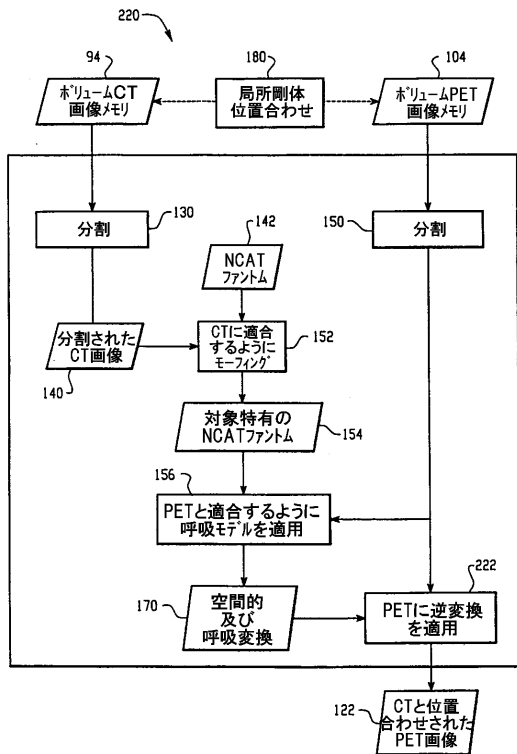 220
94
180
104
ボリュームCT
画像メモリ
局所剛体
位置合わせ
ボリュームPET
画像メモリ
分割
130
142
150
分割
NCAT
ファントム
分割された
CT画像
140
CTに適合
するように
モーフィング
152
対象特有の
NCATファントム
154
156
PETと適合するように
呼吸モデルを適用
222
170
空間的
及び
呼吸変換
PETに逆変換
を適用
122
CTと位置
合わせされた
PET画像